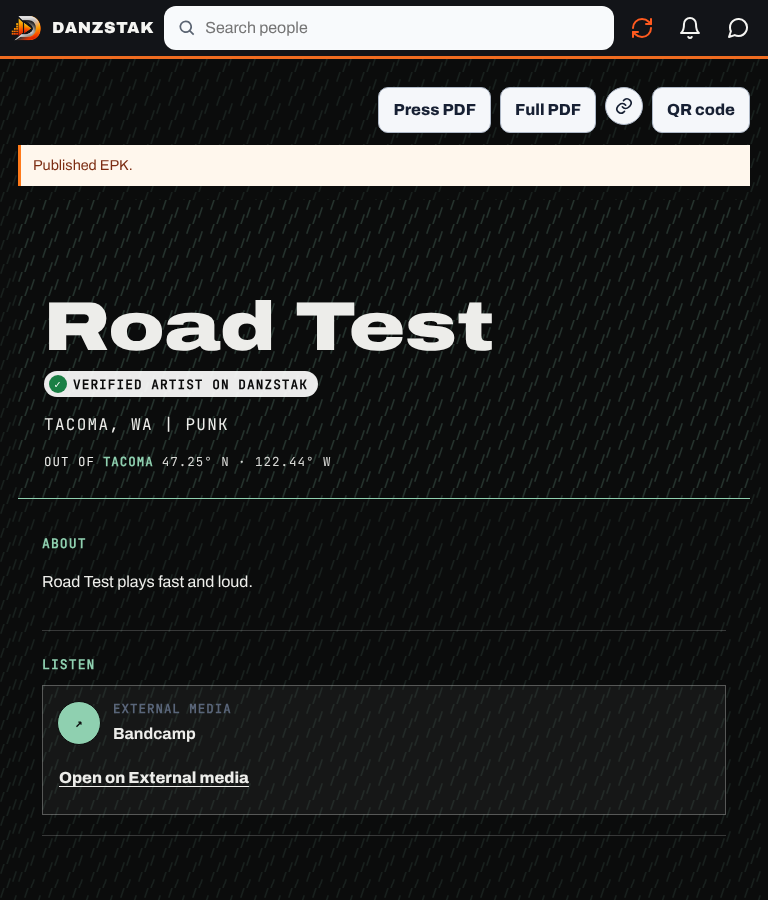 DANZSTAK
Search people
Press PDF
Full PDF
QR code
Published EPK.
Road Test
✓ VERIFIED ARTIST ON DANZSTAK
TACOMA, WA | PUNK
OUT OF TACOMA 47.25° N · 122.44° W
ABOUT
Road Test plays fast and loud.
LISTEN
↗
EXTERNAL MEDIA
Bandcamp
Open on External media